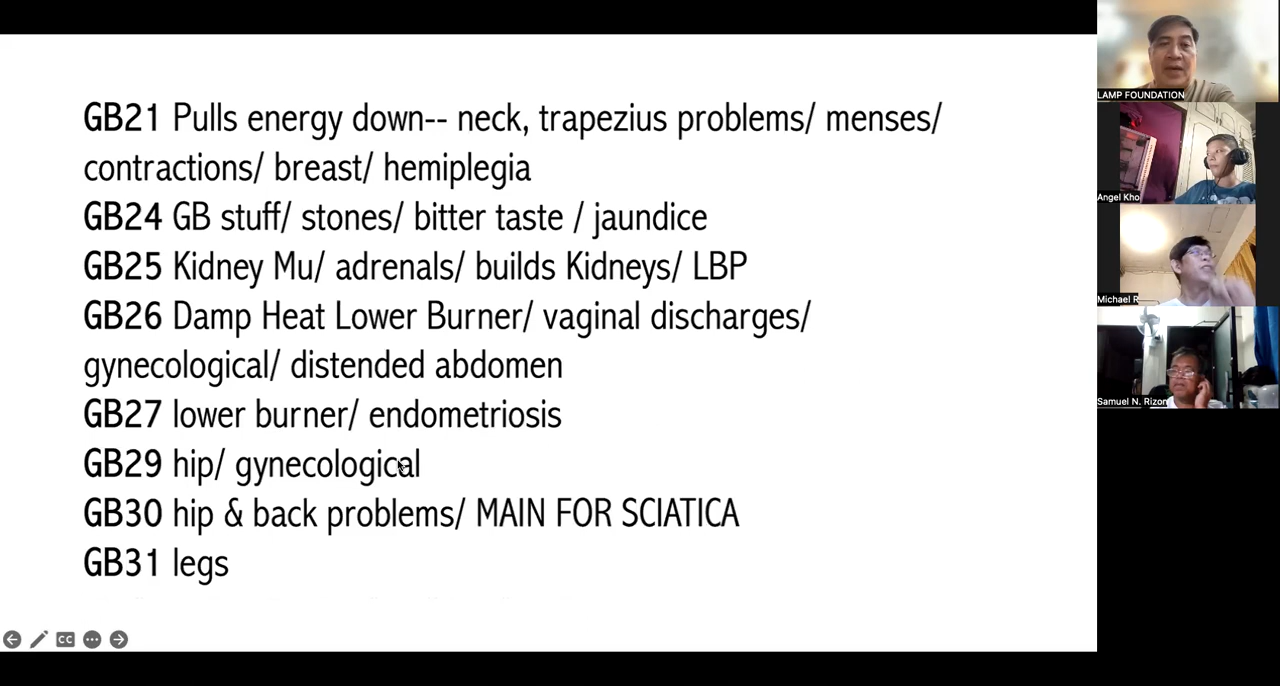 GB21 Pulls energy down-- neck, trapezius problems/ menses/
contractions/ breast/ hemiplegia
GB24 GB stuff/ stones/ bitter taste / jaundice
GB25 Kidney Mu/ adrenals/ builds Kidneys/ LBP
GB26 Damp Heat Lower Burner/ vaginal discharges/
gynecological/ distended abdomen
GB27 lower burner/ endometriosis
GB29 hip/ gynecological
GB30 hip & back problems/ MAIN FOR SCIATICA
GB31 legs
CC
LAMP FOUNDATION
Angel Kho
Michael R
Samuel N. Rizon